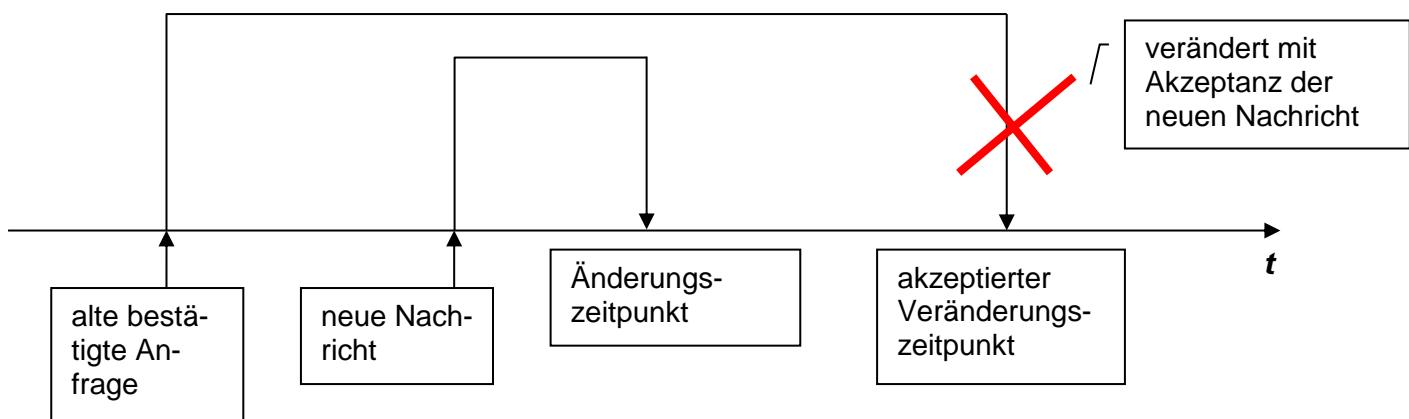 verändert mit
Akzeptanz der
neuen Nachricht
t
Änderungs-
zeitpunkt
akzeptierter
Veränderungs-
zeitpunkt
alte bestä-
tigte An-
frage
neue Nach-
richt